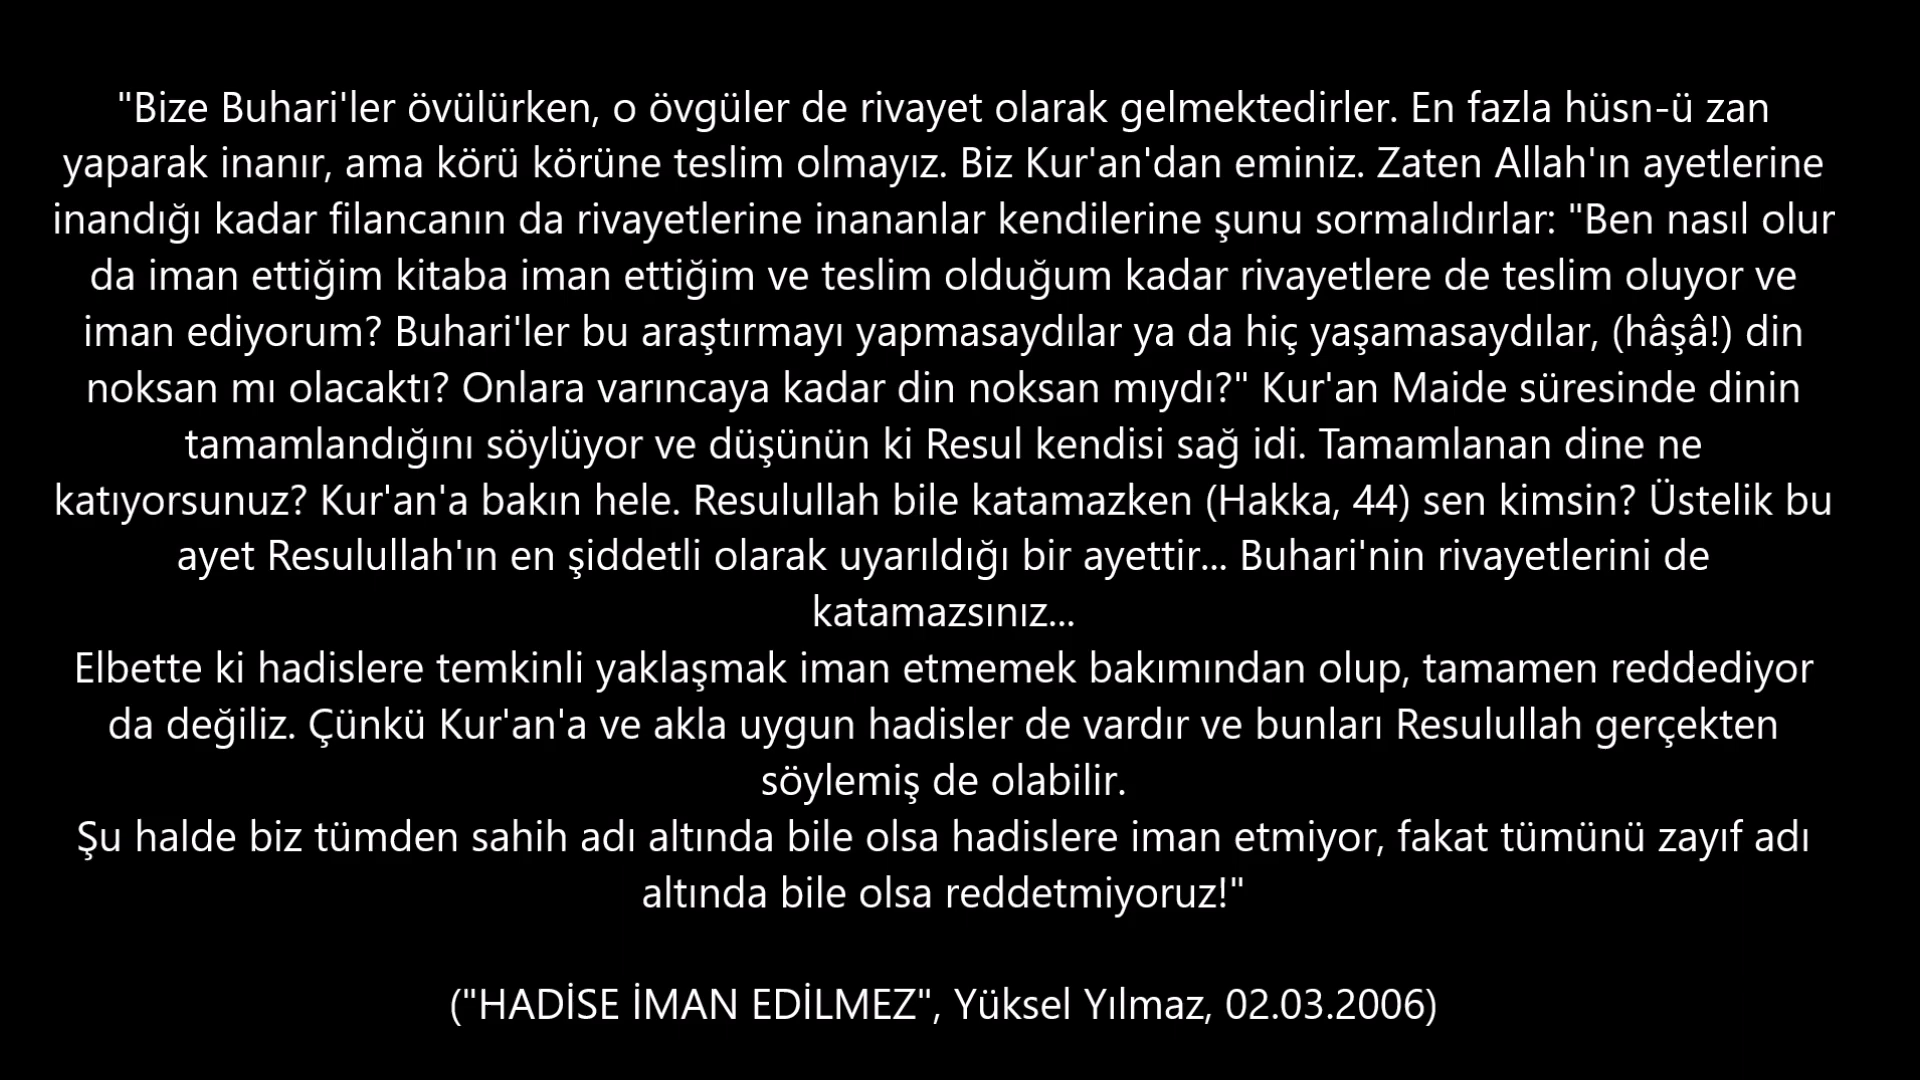 "Bize Buhari'ler övülürken, o övgüler de rivayet olarak gelmektedirler. En fazla hüsn-ü zan
yaparak inanır, ama körü körüne teslim olmayız. Biz Kur'an'dan eminiz. Zaten Allah'ın ayetlerine
inandığı kadar filancanın da rivayetlerine inananlar kendilerine şunu sormalıdırlar: "Ben nasıl olur
da iman ettiğim kitaba iman ettiğim ve teslim olduğum kadar rivayetlere de teslim oluyor ve
iman ediyorum? Buhari'ler bu araştırmayı yapmasaydılar ya da hiç yaşamasaydılar, (hâşâ!) din
noksan mı olacaktı? Onlara varıncaya kadar din noksan mıydı?" Kur'an Maide süresinde dinin
tamamlandığını söylüyor ve düşünün ki Resul kendisi sağ idi. Tamamlanan dine ne
katıyorsunuz? Kur'an'a bakın hele. Resulullah bile katamazken (Hakka, 44) sen kimsin? Üstelik bu
ayet Resulullah'ın en şiddetli olarak uyarıldığı bir ayettir... Buhari'nin rivayetlerini de
katamazsınız...
Elbette ki hadislere temkinli yaklaşmak iman etmemek bakımından olup, tamamen reddediyor
da değiliz. Çünkü Kur'an'a ve akla uygun hadisler de vardır ve bunları Resulullah gerçekten
söylemiş de olabilir.
Şu halde biz tümden sahih adı altında bile olsa hadislere iman etmiyor, fakat tümünü zayıf adı
altında bile olsa reddetmiyoruz!"
("HADİSE İMAN EDİLMEZ", Yüksel Yılmaz, 02.03.2006)